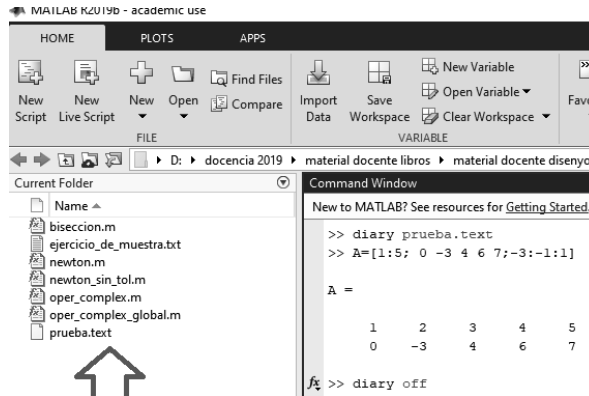 MATLAB R2019b - academic use
HOME PLOTS APPS
New Script
New Live Script
New
Open
Find Files
Compare
FILE
Import Data
Save Workspace
New Variable
Open Variable
Clear Workspace
VARIABLE
D: docencia 2019 material docente libros material docente disenyo
Current Folder
Name
biseccion.m
ejercicio_de_muestra.txt
newton.m
newton_sin_tol.m
oper_complex.m
oper_complex_global.m
prueba.text
Command Window
New to MATLAB? See resources for Getting Started.
>> diary prueba.text
>> A=[1:5; 0 -3 4 6 7;-3:-1:1]
A =
1 2 3 4 5
0 -3 4 6 7
fx >> diary off